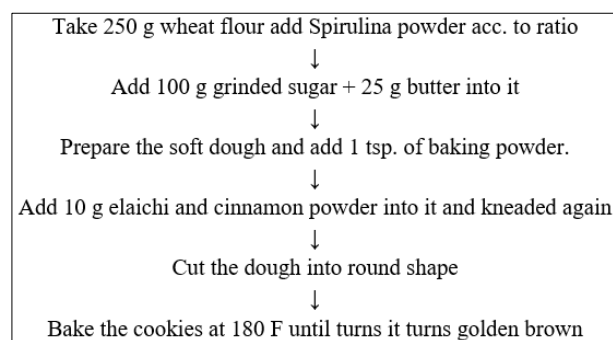 Take 250 g wheat flour add Spirulina powder acc. to ratio
↓
Add 100 g grinded sugar + 25 g butter into it
↓
Prepare the soft dough and add 1 tsp. of baking powder.
↓
Add 10 g elaichi and cinnamon powder into it and kneaded again
↓
Cut the dough into round shape
↓
Bake the cookies at 180 F until turns it turns golden brown